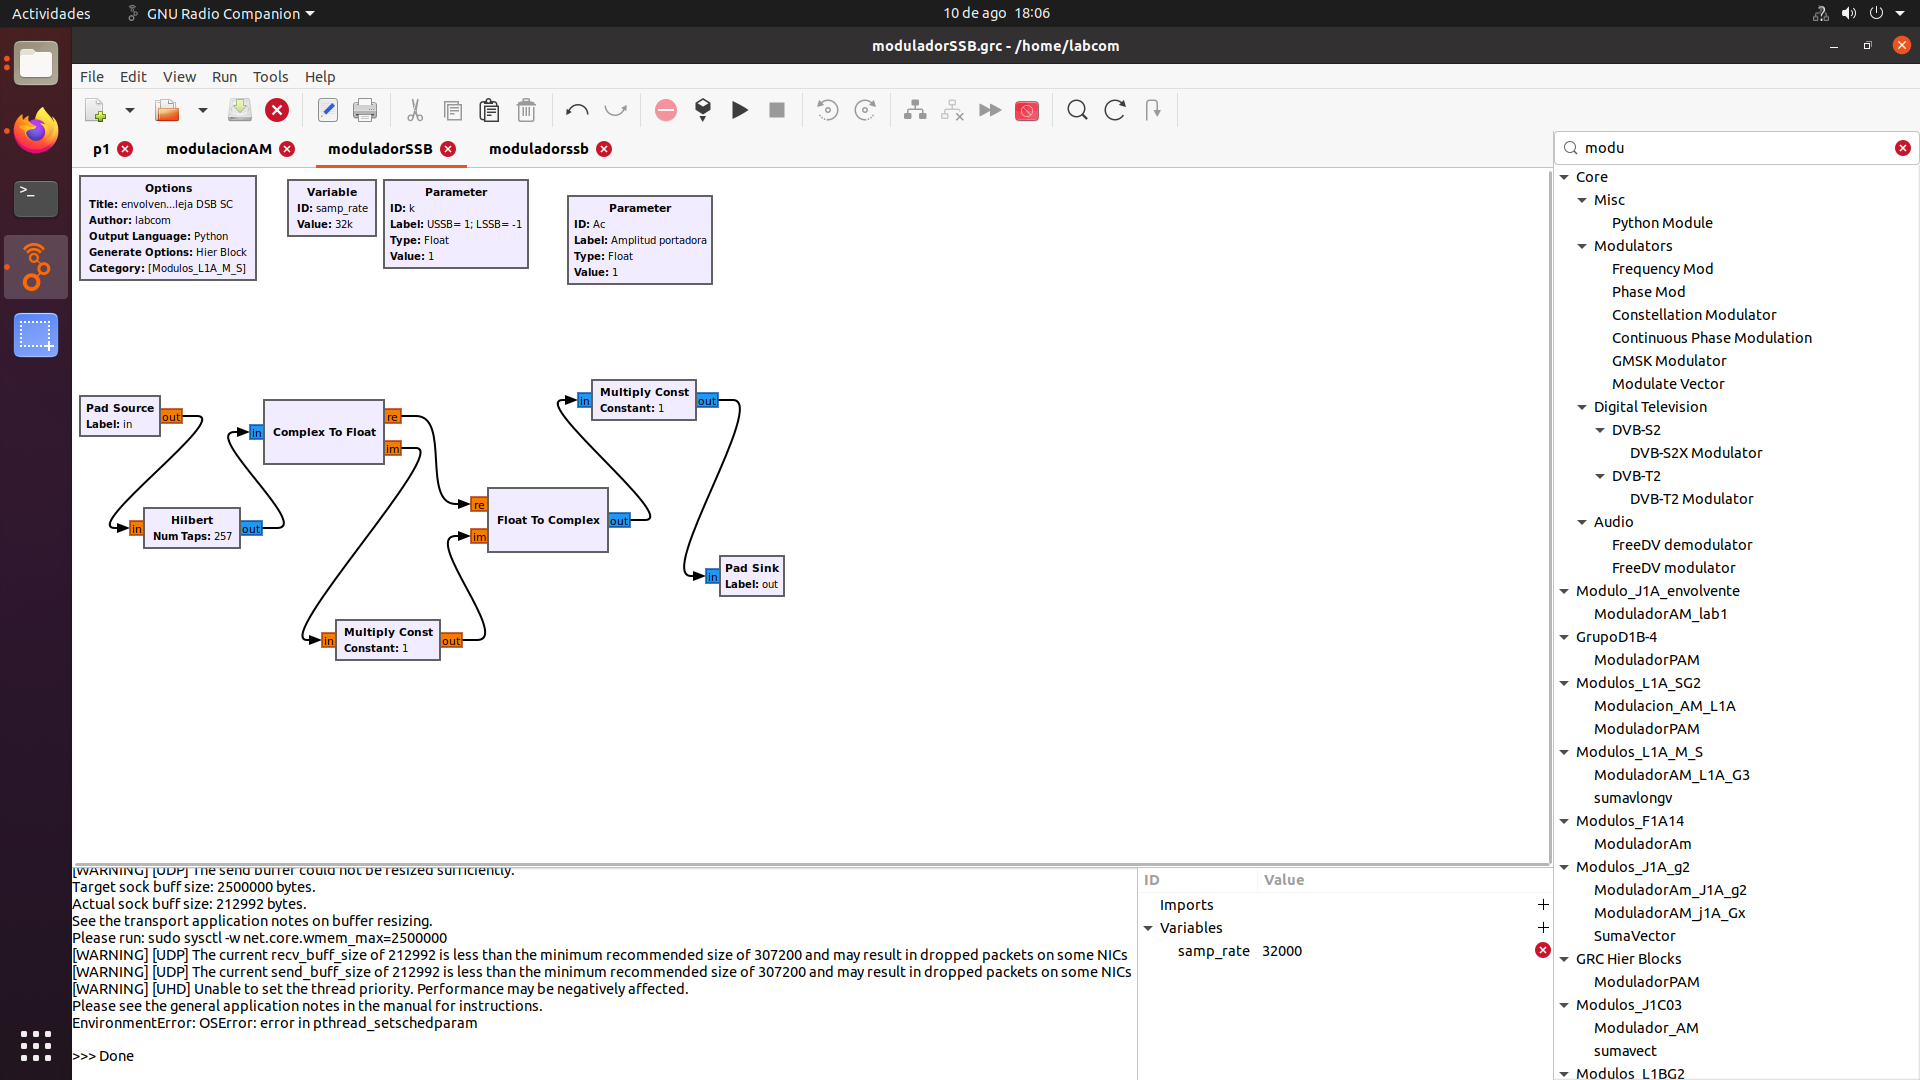 Actividades
GNU Radio Companion
10 de ago 18:06
moduladorSSB.grc - /home/labcom
File Edit View Run Tools Help
p1 modulacionAM moduladorSSB moduladorssb
Options
Title: envolven...leja DSB SC
Author: labcom
Output Language: Python
Generate Options: Hier Block
Category: [Modulos_L1A_M_S]
Variable
ID: samp_rate
Value: 32k
Parameter
ID: k
Label: USSB= 1; LSSB= -1
Type: Float
Value: 1
Parameter
ID: Ac
Label: Amplitud portadora
Type: Float
Value: 1
Pad Source
Label: in
out
in
Hilbert
Num Taps: 257
out
in
Complex To Float
re
im
in
Multiply Const
Constant: 1
out
re
im
Float To Complex
out
in
Multiply Const
Constant: 1
out
in
Pad Sink
Label: out
[WARNING] [UDP] The send buffer could not be resized sufficiently.
Target sock buff size: 2500000 bytes.
Actual sock buff size: 212992 bytes.
See the transport application notes on buffer resizing.
Please run: sudo sysctl -w net.core.wmem_max=2500000
[WARNING] [UDP] The current recv_buff_size of 212992 is less than the minimum recommended size of 307200 and may result in dropped packets on some NICs
[WARNING] [UDP] The current send_buff_size of 212992 is less than the minimum recommended size of 307200 and may result in dropped packets on some NICs
[WARNING] [UHD] Unable to set the thread priority. Performance may be negatively affected.
Please see the general application notes in the manual for instructions.
EnvironmentError: OSError: error in pthread_setschedparam
>>> Done
ID Value
Imports
Variables
samp_rate 32000
modu
Core
Misc
Python Module
Modulators
Frequency Mod
Phase Mod
Constellation Modulator
Continuous Phase Modulation
GMSK Modulator
Modulate Vector
Digital Television
DVB-S2
DVB-S2X Modulator
DVB-T2
DVB-T2 Modulator
Audio
FreeDV demodulator
FreeDV modulator
Modulo_J1A_envolvente
ModuladorAM_lab1
GrupoD1B-4
ModuladorPAM
Modulos_L1A_SG2
Modulacion_AM_L1A
ModuladorPAM
Modulos_L1A_M_S
ModuladorAM_L1A_G3
sumavlongv
Modulos_F1A14
ModuladorAm
Modulos_J1A_g2
ModuladorAm_J1A_g2
ModuladorAM_j1A_Gx
SumaVector
GRC Hier Blocks
ModuladorPAM
Modulos_J1C03
Modulador_AM
sumavect
Modulos_L1BG2